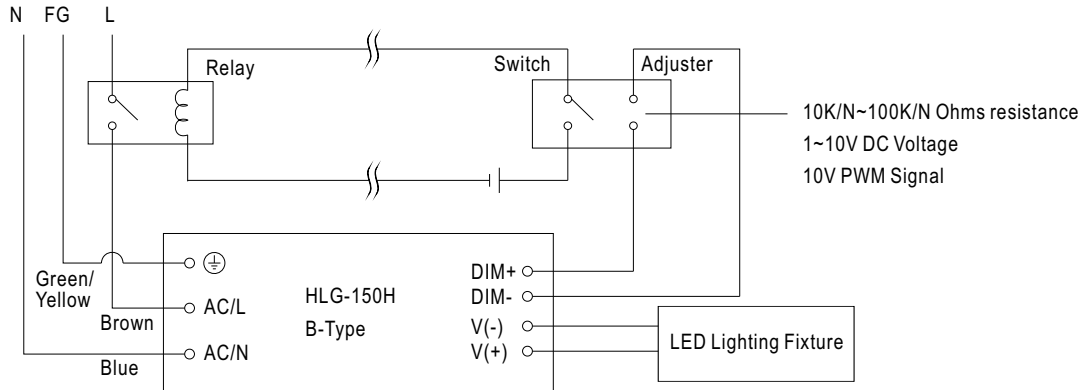 N FG L
Relay
Switch
Adjuster
10K/N~100K/N Ohms resistance
1~10V DC Voltage
10V PWM Signal
Green/
Yellow
Brown
Blue
AC/L
AC/N
HLG-150H
B-Type
DIM+
DIM-
V(-)
V(+)
LED Lighting Fixture